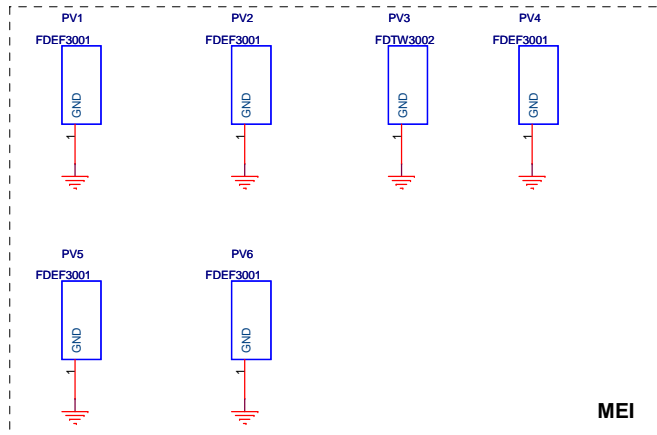 PV1 PV2 PV3 PV4
FDEF3001 FDEF3001 FDTW3002 FDEF3001
GND GND GND GND
1 1 1 1
PV5 PV6
FDEF3001 FDEF3001
GND GND
1 1
MEI